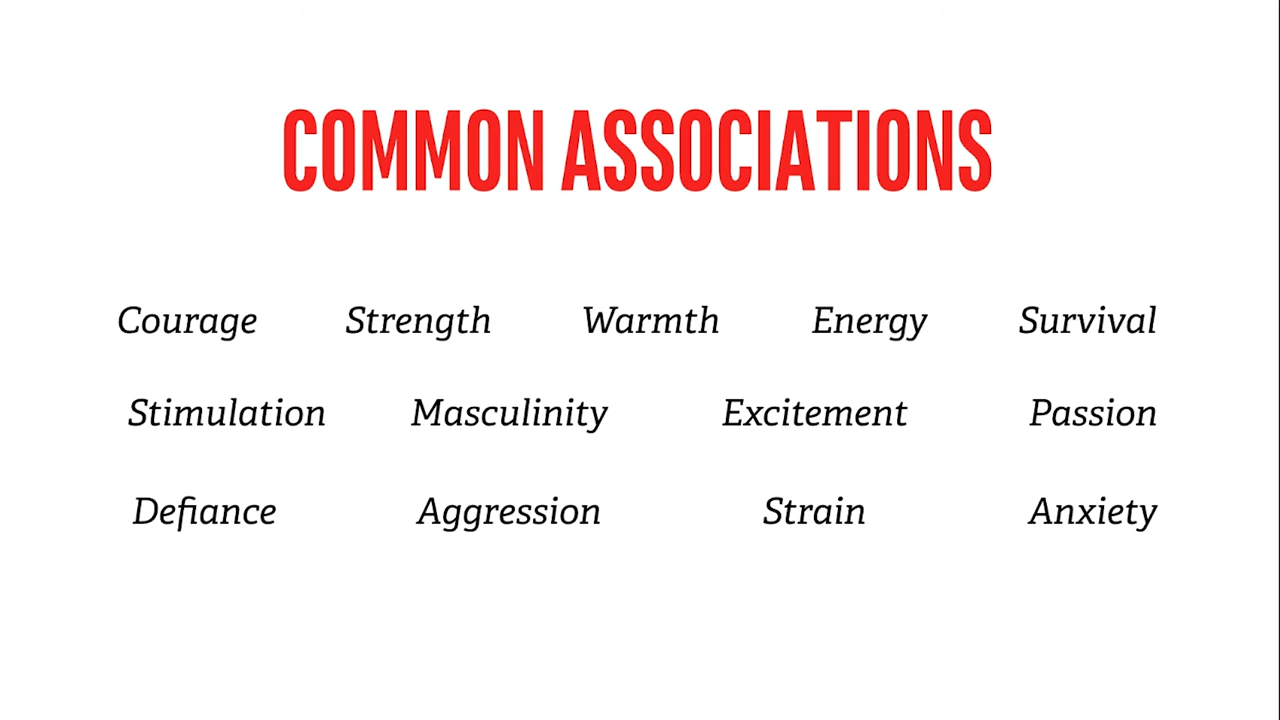 COMMON ASSOCIATIONS
Courage Strength Warmth Energy Survival
Stimulation Masculinity Excitement Passion
Defiance Aggression Strain Anxiety